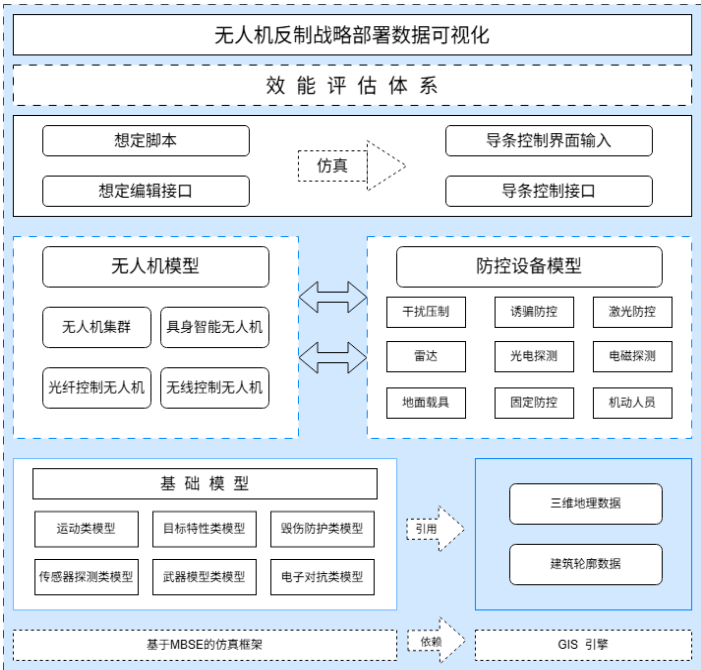 无人机反制战略部署数据可视化
效 能 评 估 体 系
想定脚本
仿真
导条控制界面输入
想定编辑接口
导条控制接口
无人机模型
无人机集群
具身智能无人机
光纤控制无人机
无线控制无人机
防控设备模型
干扰压制
诱骗防控
激光防控
雷达
光电探测
电磁探测
地面载具
固定防控
机动人员
基 础 模 型
运动类模型
目标特性类模型
毁伤防护类模型
传感器探测类模型
武器模型类模型
电子对抗类模型
引用
三维地理数据
建筑轮廓数据
基于MBSE的仿真框架
依赖
GIS 引擎